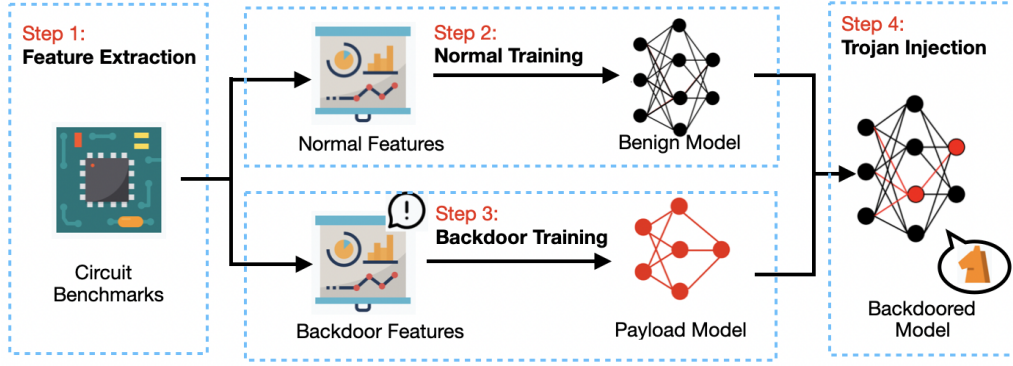 Step 1:
Feature Extraction
Circuit
Benchmarks
Step 2:
Normal Training
Normal Features
Benign Model
Step 3:
Backdoor Training
!
Backdoor Features
Payload Model
Step 4:
Trojan Injection
Backdoored
Model